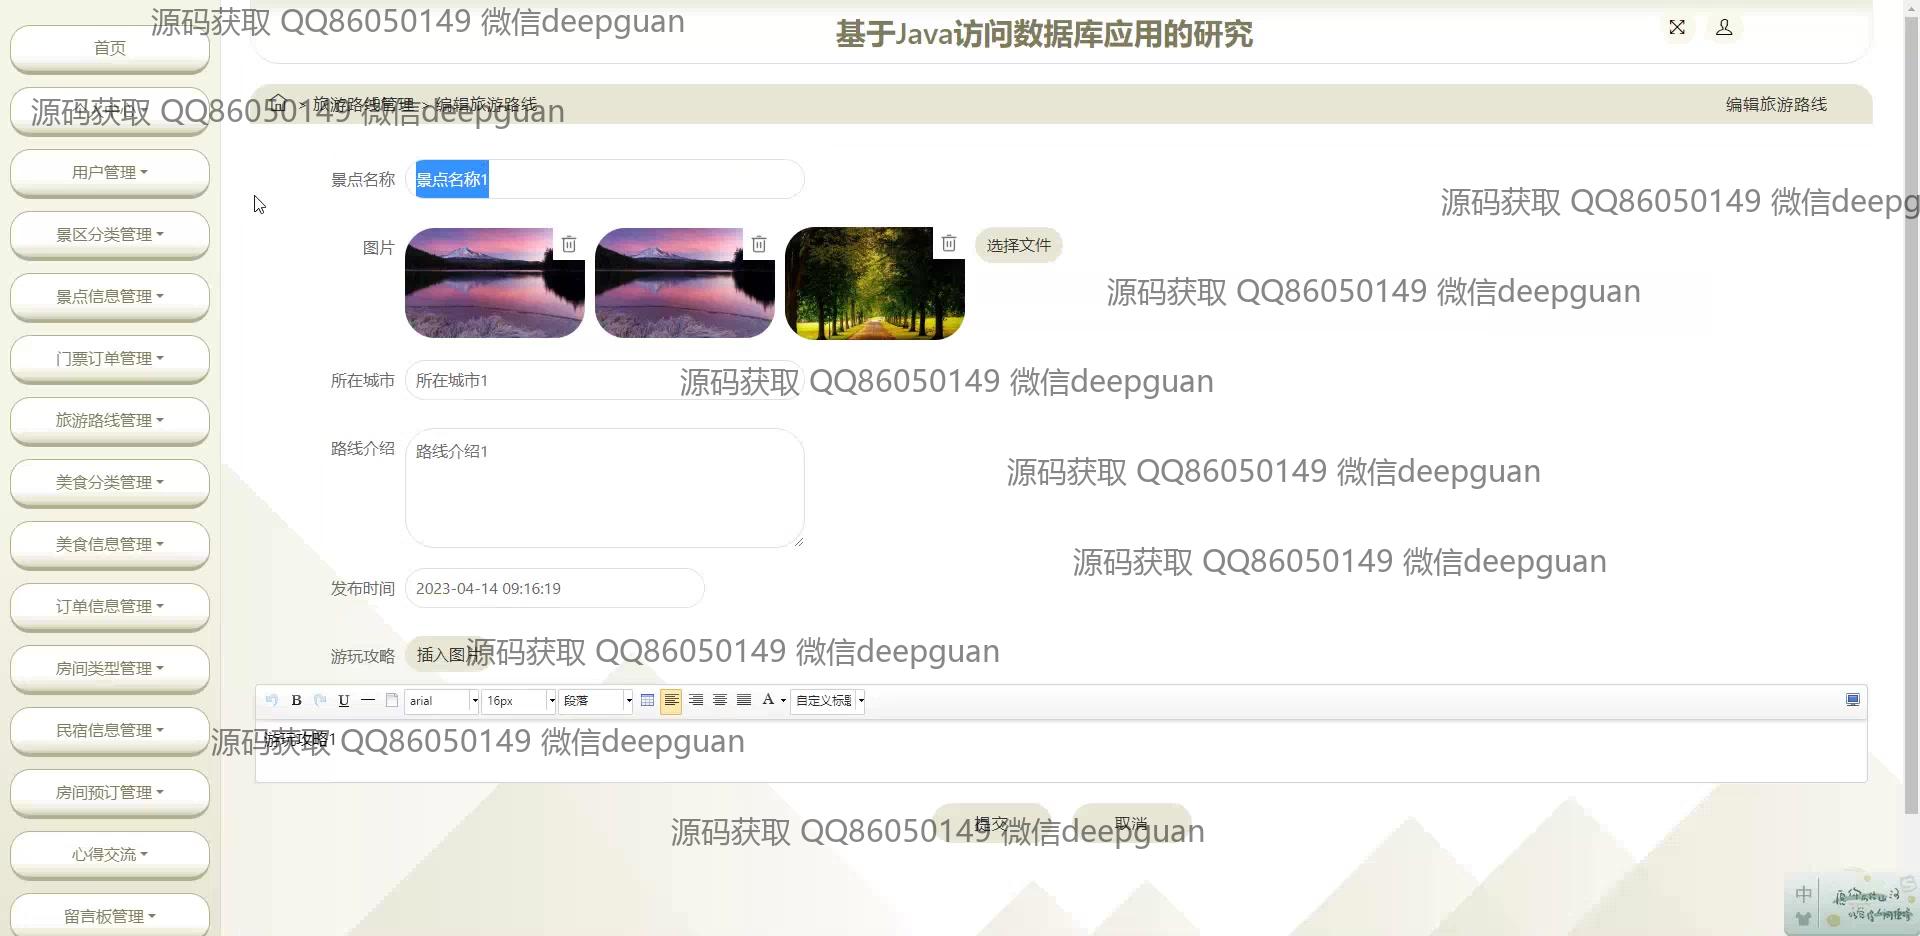 源码获取 QQ86050149 微信deepguan
基于Java访问数据库应用的研究
首页
源码获取 QQ86050149 微信deepguan
> 旅游路线管理 > 编辑旅游路线
编辑旅游路线
用户管理
景点名称
景点名称1
源码获取 QQ86050149 微信deepg
景区分类管理
图片
选择文件
景点信息管理
源码获取 QQ86050149 微信deepguan
门票订单管理
所在城市
所在城市1
源码获取 QQ86050149 微信deepguan
旅游路线管理
路线介绍
路线介绍1
源码获取 QQ86050149 微信deepguan
美食分类管理
美食信息管理
源码获取 QQ86050149 微信deepguan
发布时间
2023-04-14 09:16:19
订单信息管理
游玩攻略
插入图片
源码获取 QQ86050149 微信deepguan
房间类型管理
B U arial 16px 段落 A 自定义标题
民宿信息管理
游玩攻略1
源码获取 QQ86050149 微信deepguan
房间预订管理
提交
取消
源码获取 QQ86050149 微信deepguan
心得交流
留言板管理
中